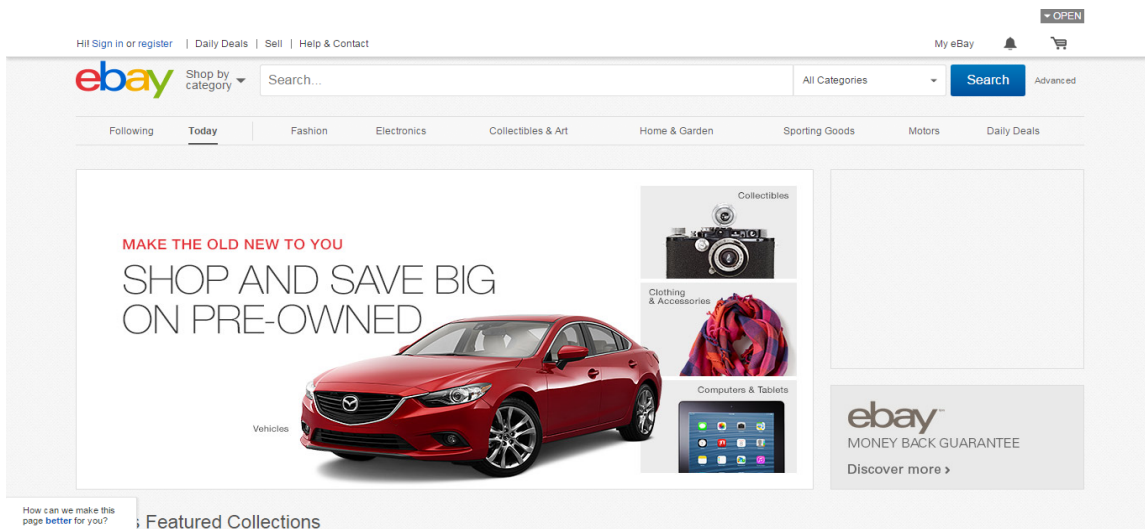 OPEN
Hi! Sign in or register | Daily Deals | Sell | Help & Contact
My eBay
ebay
Shop by
category
Search...
All Categories
Search
Advanced
Following
Today
Fashion
Electronics
Collectibles & Art
Home & Garden
Sporting Goods
Motors
Daily Deals
MAKE THE OLD NEW TO YOU
SHOP AND SAVE BIG
ON PRE-OWNED
Vehicles
Collectibles
Clothing
& Accessories
Computers & Tablets
ebay
MONEY BACK GUARANTEE
Discover more >
How can we make this
page better for you?
s Featured Collections